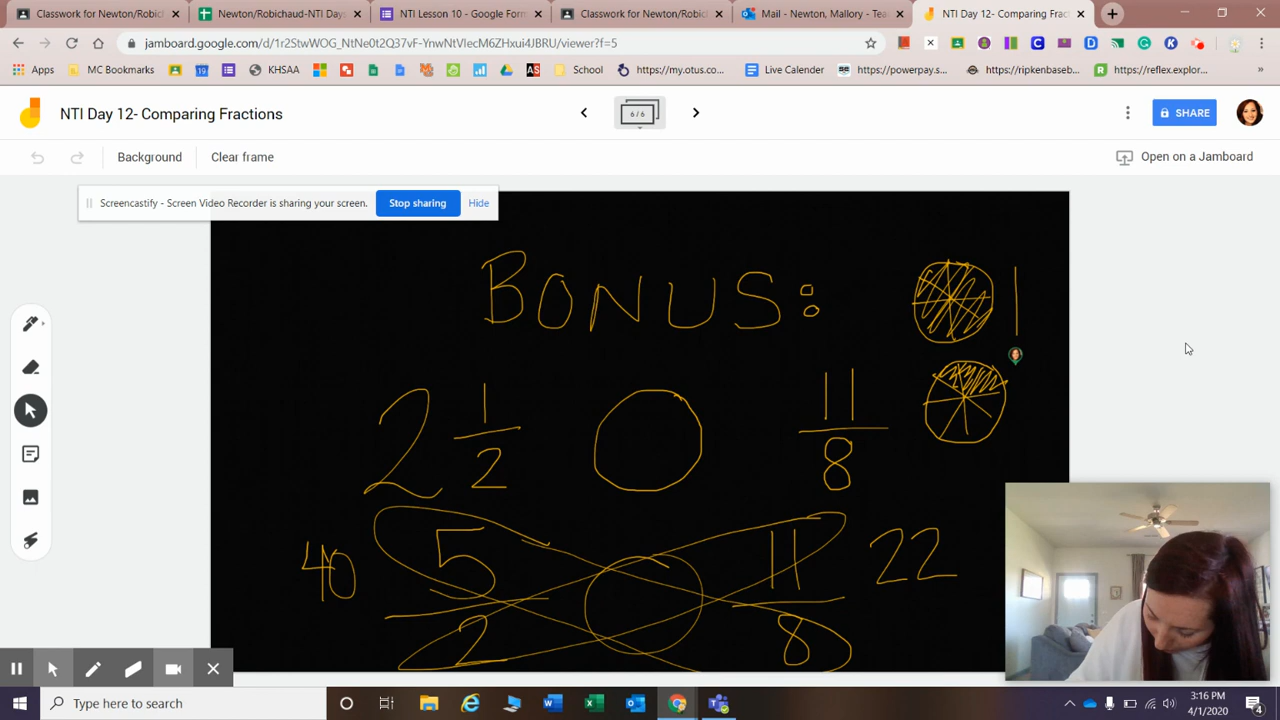 Classwork for Newton/Robich
Newton/Robichaud-NTI Days
NTI Lesson 10 - Google Form
Classwork for Newton/Robich
Mail - Newton, Mallory - Tea
NTI Day 12- Comparing Frac
jamboard.google.com/d/1r2StwWOG_NtNe0t2Q37vF-YnwNtVIecM6ZHxui4JBRU/viewer?f=5
Apps
MC Bookmarks
KHSAA
School
https://my.otus.co...
Live Calender
https://powerpay.s...
https://ripkenbaseb...
https://reflex.explor...
NTI Day 12- Comparing Fractions
6 / 6
SHARE
Background
Clear frame
Open on a Jamboard
Screencastify - Screen Video Recorder is sharing your screen.
Stop sharing
Hide
BONUS:
1
2 1/2
11/8
40
5/2
11/8
22
Type here to search
3:16 PM
4/1/2020
4